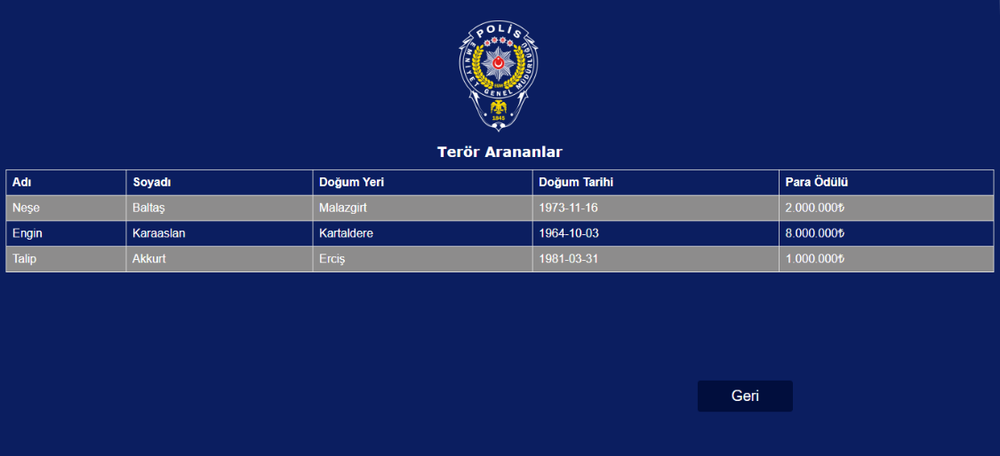 POLİS
EMNİYET GENEL MÜDÜRLÜĞÜ
1845
Terör Arananlar
Adı Soyadı Doğum Yeri Doğum Tarihi Para Ödülü
Neşe Baltaş Malazgirt 1973-11-16 2.000.000₺
Engin Karaaslan Kartaldere 1964-10-03 8.000.000₺
Talip Akkurt Erciş 1981-03-31 1.000.000₺
Geri